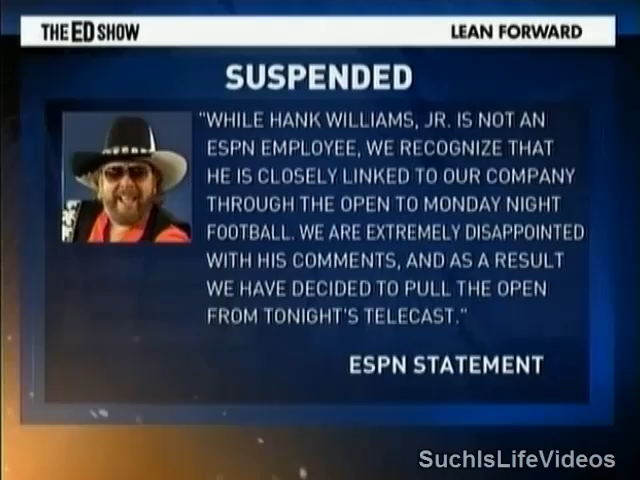 THE ED SHOW
LEAN FORWARD
SUSPENDED
"WHILE HANK WILLIAMS, JR. IS NOT AN
ESPN EMPLOYEE, WE RECOGNIZE THAT
HE IS CLOSELY LINKED TO OUR COMPANY
THROUGH THE OPEN TO MONDAY NIGHT
FOOTBALL. WE ARE EXTREMELY DISAPPOINTED
WITH HIS COMMENTS, AND AS A RESULT
WE HAVE DECIDED TO PULL THE OPEN
FROM TONIGHT'S TELECAST."
ESPN STATEMENT
SuchIsLifeVideos